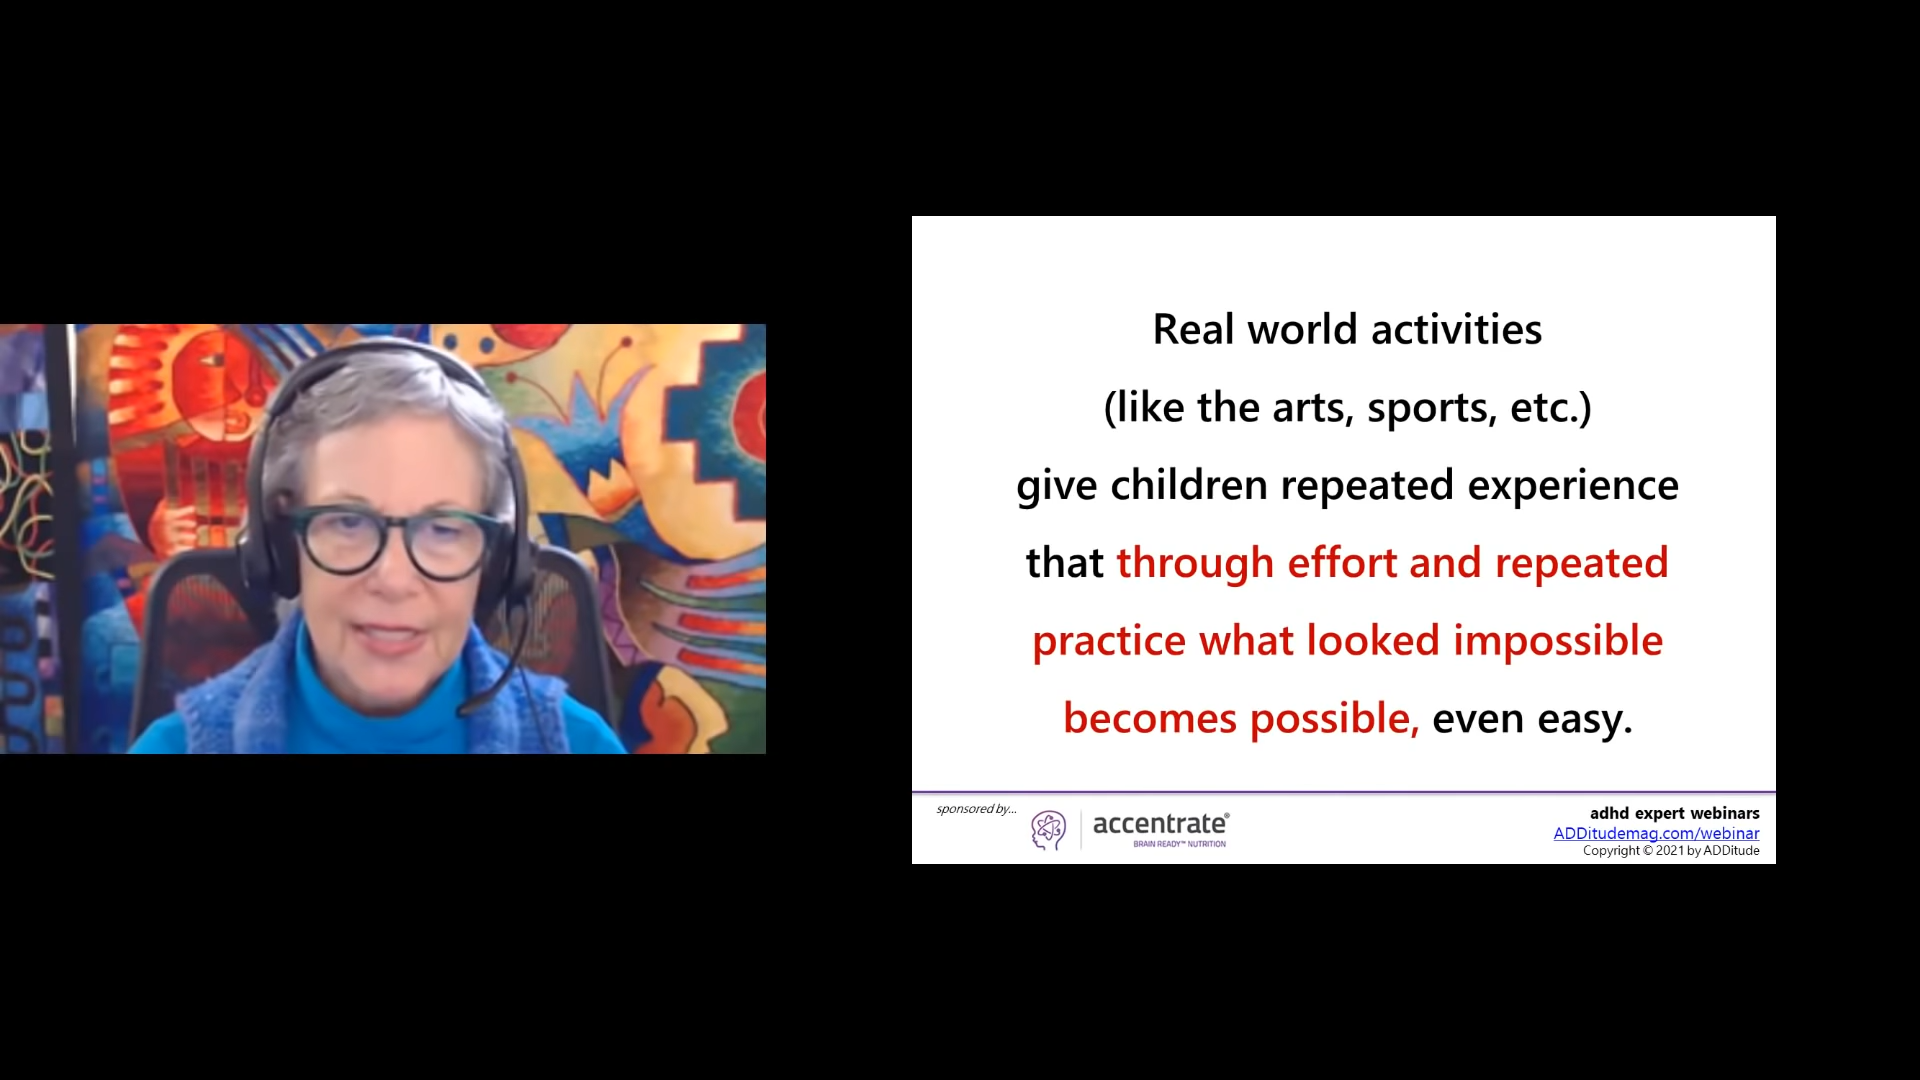 Real world activities
(like the arts, sports, etc.)
give children repeated experience
that through effort and repeated
practice what looked impossible
becomes possible, even easy.
sponsored by...
accentrate®
BRAIN READY™ NUTRITION
adhd expert webinars
ADDitudemag.com/webinar
Copyright © 2021 by ADDitude